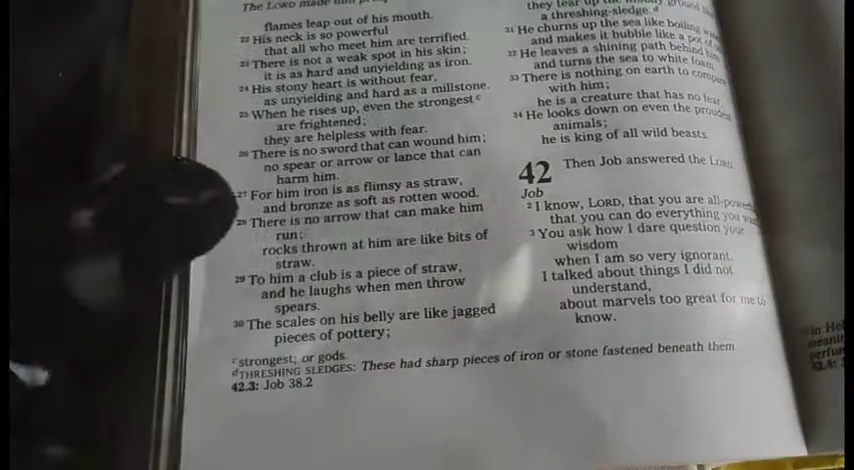 The LORD made him
flames leap out of his mouth.
22 His neck is so powerful
that all who meet him are terrified.
23 There is not a weak spot in his skin;
it is as hard and unyielding as iron.
24 His stony heart is without fear,
as unyielding and hard as a millstone.
25 When he rises up, even the strongest c
are frightened;
they are helpless with fear.
26 There is no sword that can wound him;
no spear or arrow or lance that can
harm him.
27 For him iron is as flimsy as straw,
and bronze as soft as rotten wood.
28 There is no arrow that can make him
run;
rocks thrown at him are like bits of
straw.
29 To him a club is a piece of straw,
and he laughs when men throw
spears.
30 The scales on his belly are like jagged
pieces of pottery;
they tear up the muddy ground
a threshing-sledge. d
31 He churns up the sea like boiling
and makes it bubble like a pot of
32 He leaves a shining path behind him
and turns the sea to white foam.
33 There is nothing on earth to compare
with him;
he is a creature that has no fear.
34 He looks down on even the proudest
animals;
he is king of all wild beasts.
42 Then Job answered the LORD.
Job
2 I know, LORD, that you are all-powerful
that you can do everything you want
3 You ask how I dare question your
wisdom
when I am so very ignorant.
I talked about things I did not
understand,
about marvels too great for me to
know.
c strongest; or gods.
d THRESHING SLEDGES: These had sharp pieces of iron or stone fastened beneath them.
42.3: Job 38.2
in